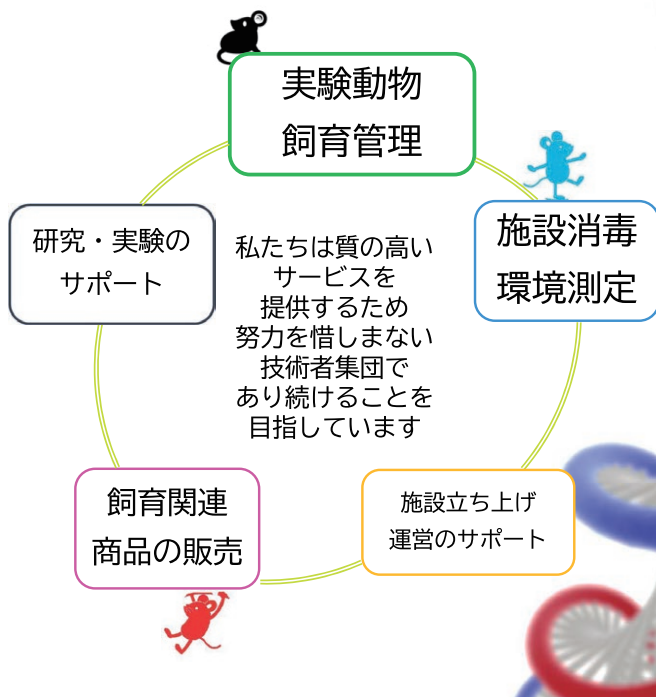 実験動物
飼育管理
施設消毒
環境測定
研究・実験の
サポート
私たちは質の高い
サービスを
提供するため
努力を惜しまない
技術者集団で
あり続けることを
目指しています
飼育関連
商品の販売
施設立ち上げ
運営のサポート